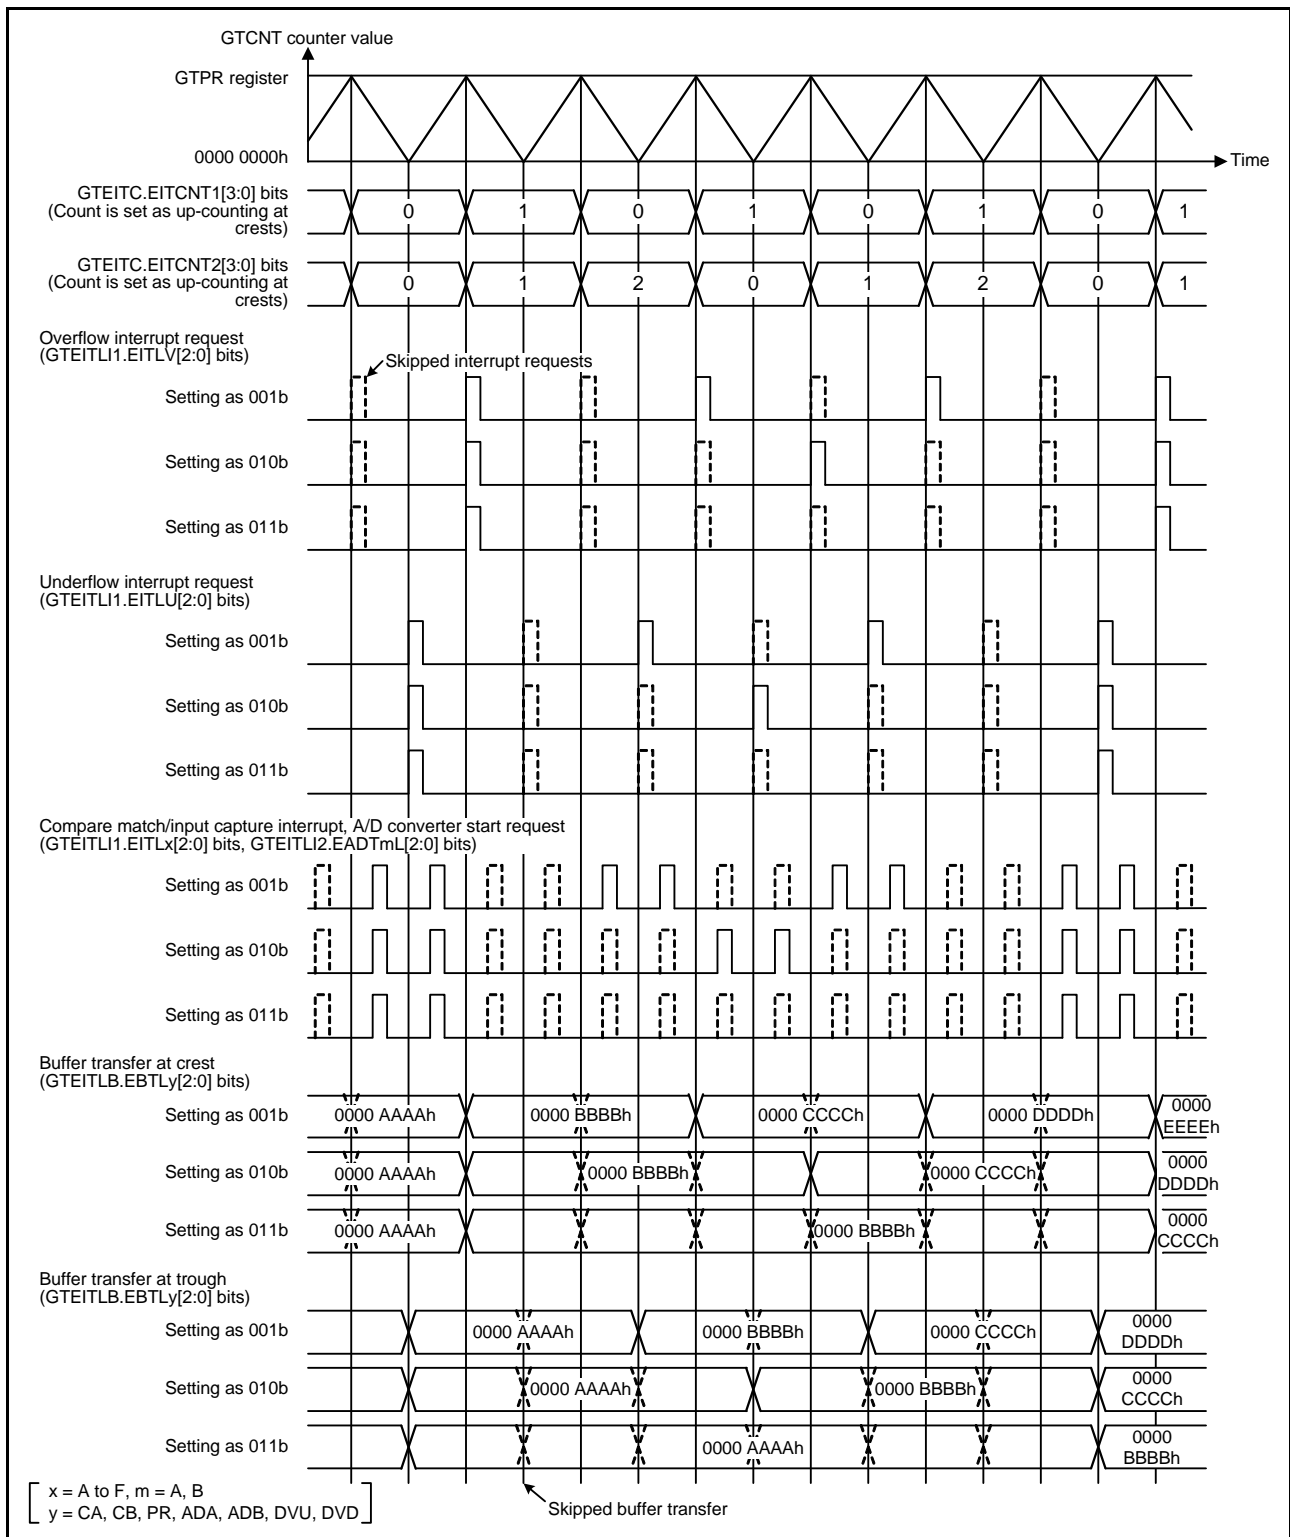 GTCNT counter value
GTPR register
0000 0000h
Time
GTEITC.EITCNT1[3:0] bits
(Count is set as up-counting at
crests)
0 1 0 1 0 1 0 1
GTEITC.EITCNT2[3:0] bits
(Count is set as up-counting at
crests)
0 1 2 0 1 2 0 1
Overflow interrupt request
(GTEITLI1.EITLV[2:0] bits)
Skipped interrupt requests
Setting as 001b
Setting as 010b
Setting as 011b
Underflow interrupt request
(GTEITLI1.EITLU[2:0] bits)
Setting as 001b
Setting as 010b
Setting as 011b
Compare match/input capture interrupt, A/D converter start request
(GTEITLI1.EITLx[2:0] bits, GTEITLI2.EADTmL[2:0] bits)
Setting as 001b
Setting as 010b
Setting as 011b
Buffer transfer at crest
(GTEITLB.EBTLy[2:0] bits)
Setting as 001b 0000 AAAAh 0000 BBBBh 0000 CCCCh 0000 DDDDh 0000
EEEEh
Setting as 010b 0000 AAAAh 0000 BBBBh 0000 CCCCh 0000
DDDDh
Setting as 011b 0000 AAAAh 0000 BBBBh 0000
CCCCh
Buffer transfer at trough
(GTEITLB.EBTLy[2:0] bits)
Setting as 001b 0000 AAAAh 0000 BBBBh 0000 CCCCh 0000
DDDDh
Setting as 010b 0000 AAAAh 0000 BBBBh 0000
CCCCh
Setting as 011b 0000 AAAAh 0000
BBBBh
x = A to F, m = A, B
y = CA, CB, PR, ADA, ADB, DVU, DVD
Skipped buffer transfer